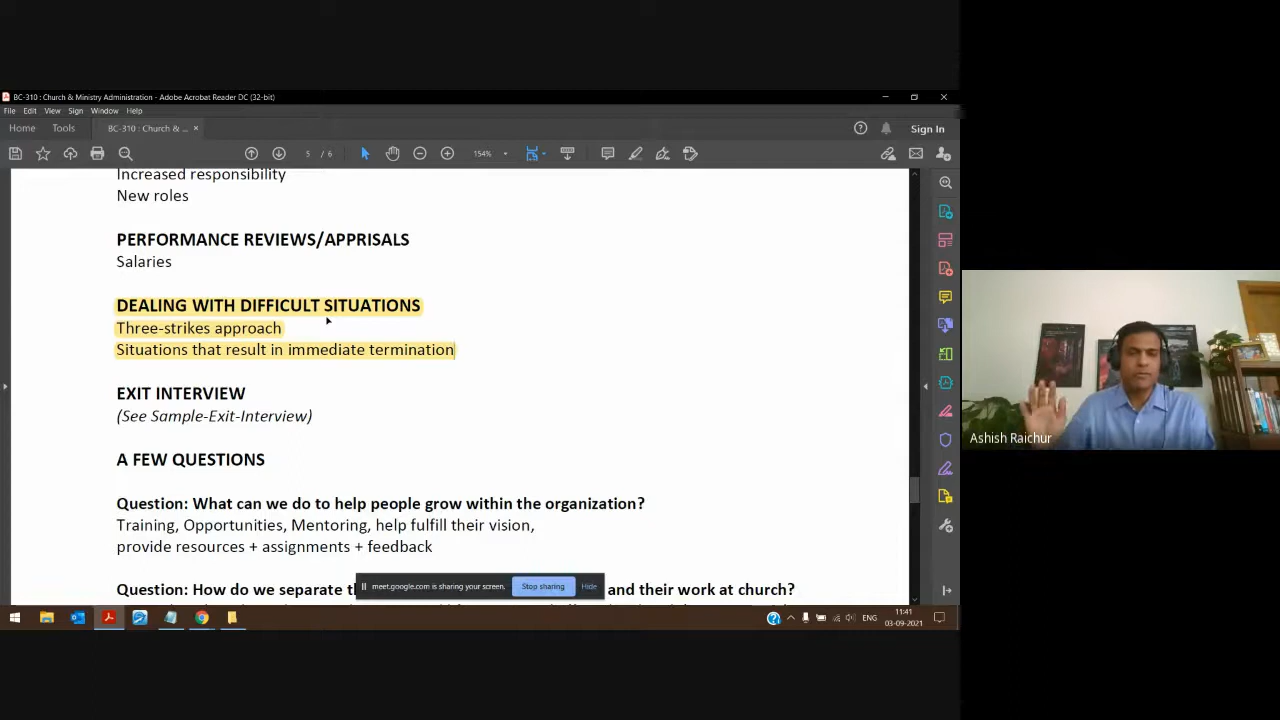 BC-310 : Church & Ministry Administration - Adobe Acrobat Reader DC (32-bit)
File Edit View Sign Window Help
Home Tools BC-310 : Church & ... × Sign In
5 / 6 154%
Increased responsibility
New roles
PERFORMANCE REVIEWS/APPRISALS
Salaries
DEALING WITH DIFFICULT SITUATIONS
Three-strikes approach
Situations that result in immediate termination
EXIT INTERVIEW
(See Sample-Exit-Interview)
A FEW QUESTIONS
Question: What can we do to help people grow within the organization?
Training, Opportunities, Mentoring, help fulfill their vision,
provide resources + assignments + feedback
Question: How do we separate and their work at church?
meet.google.com is sharing your screen. Stop sharing Hide
ENG 11:41
03-09-2021
Ashish Raichur